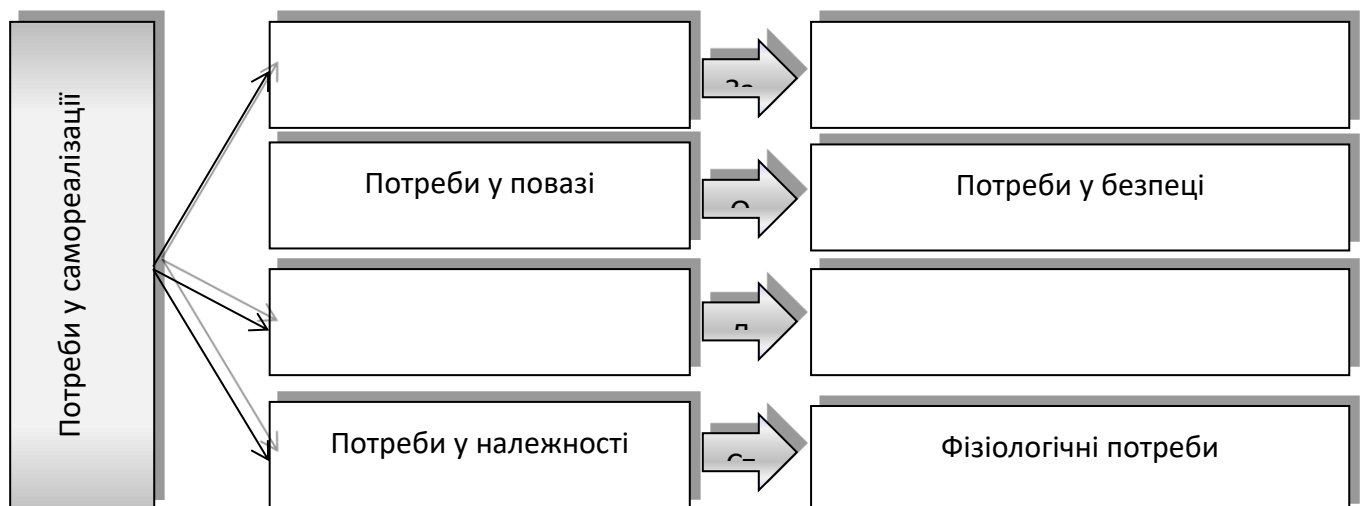 Потреби у самореалізації
Потреби у повазі
Потреби у безпеці
Потреби у належності
Фізіологічні потреби